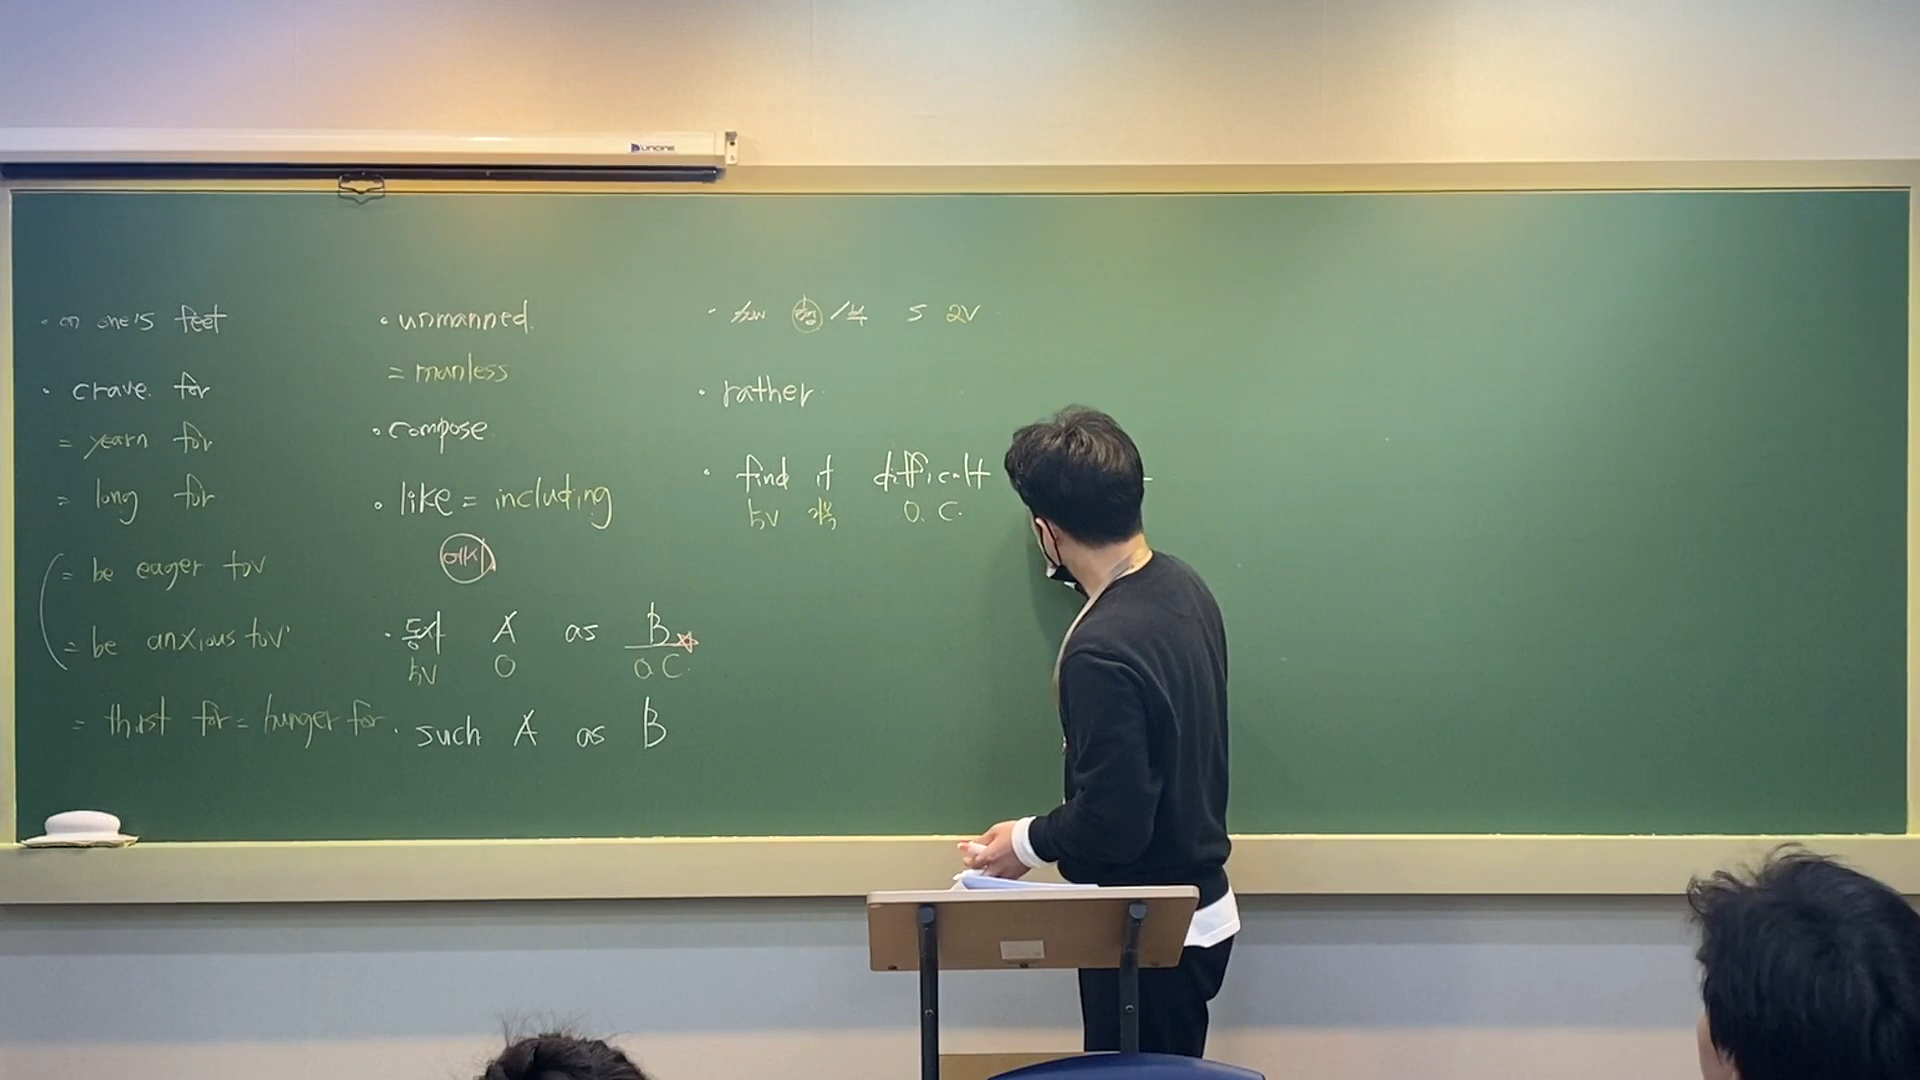 · on one's feet
· crave for
= yearn for
= long for
= be eager to v
= be anxious to v
= thirst for = hunger for
· unmanned.
= manless
· compose
· like = including
예시
· 동사 A as B
5V O O.C.
· such A as B
· S 2V
· rather
· find it difficult
5V O.C.